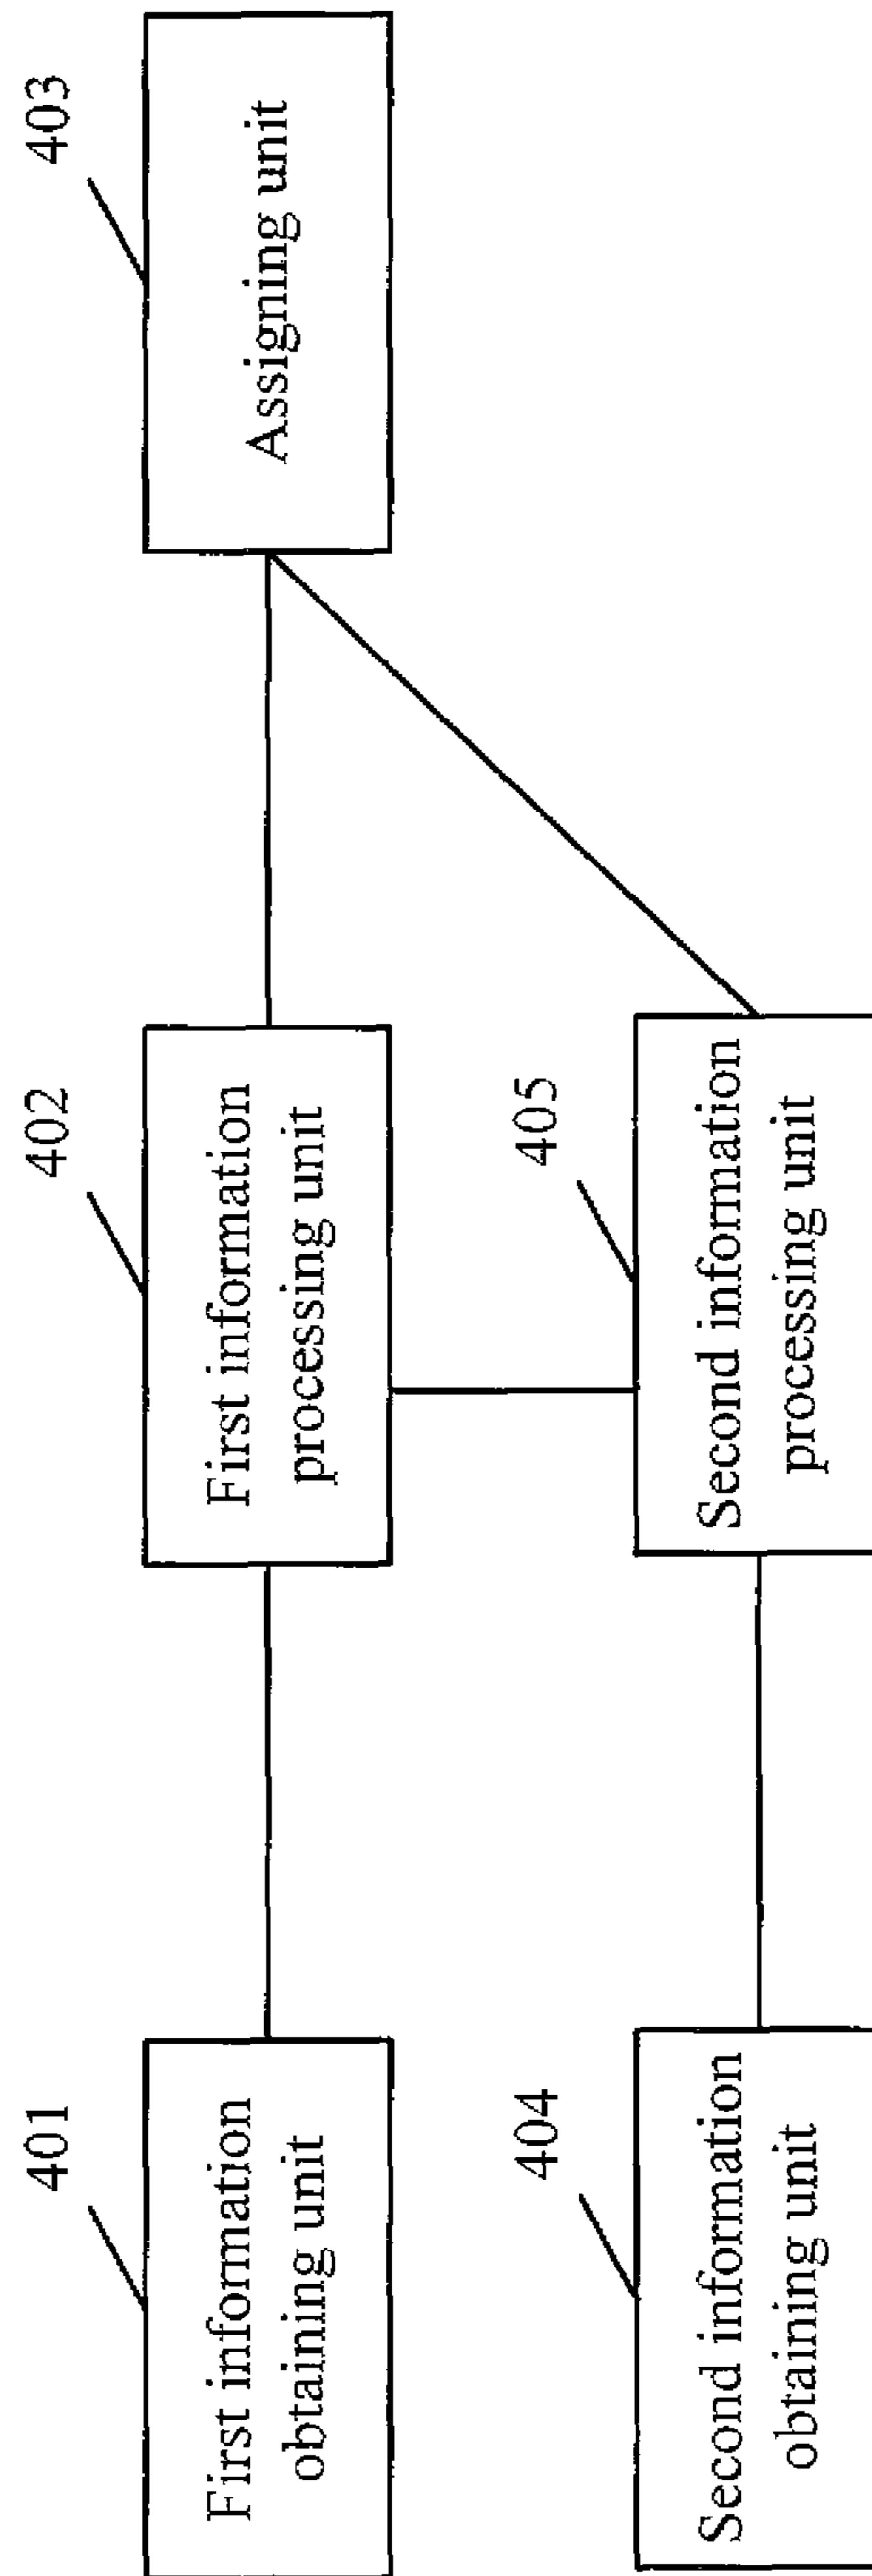 401
First information
obtaining unit
402
First information
processing unit
403
Assigning unit
404
Second information
obtaining unit
405
Second information
processing unit